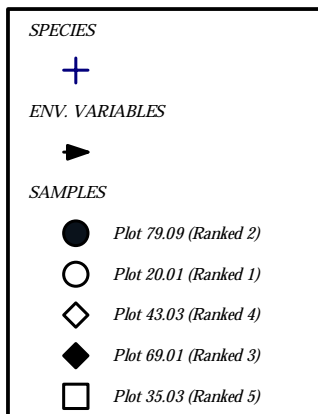 SPECIES
ENV. VARIABLES
SAMPLES
Plot 79.09 (Ranked 2)
Plot 20.01 (Ranked 1)
Plot 43.03 (Ranked 4)
Plot 69.01 (Ranked 3)
Plot 35.03 (Ranked 5)